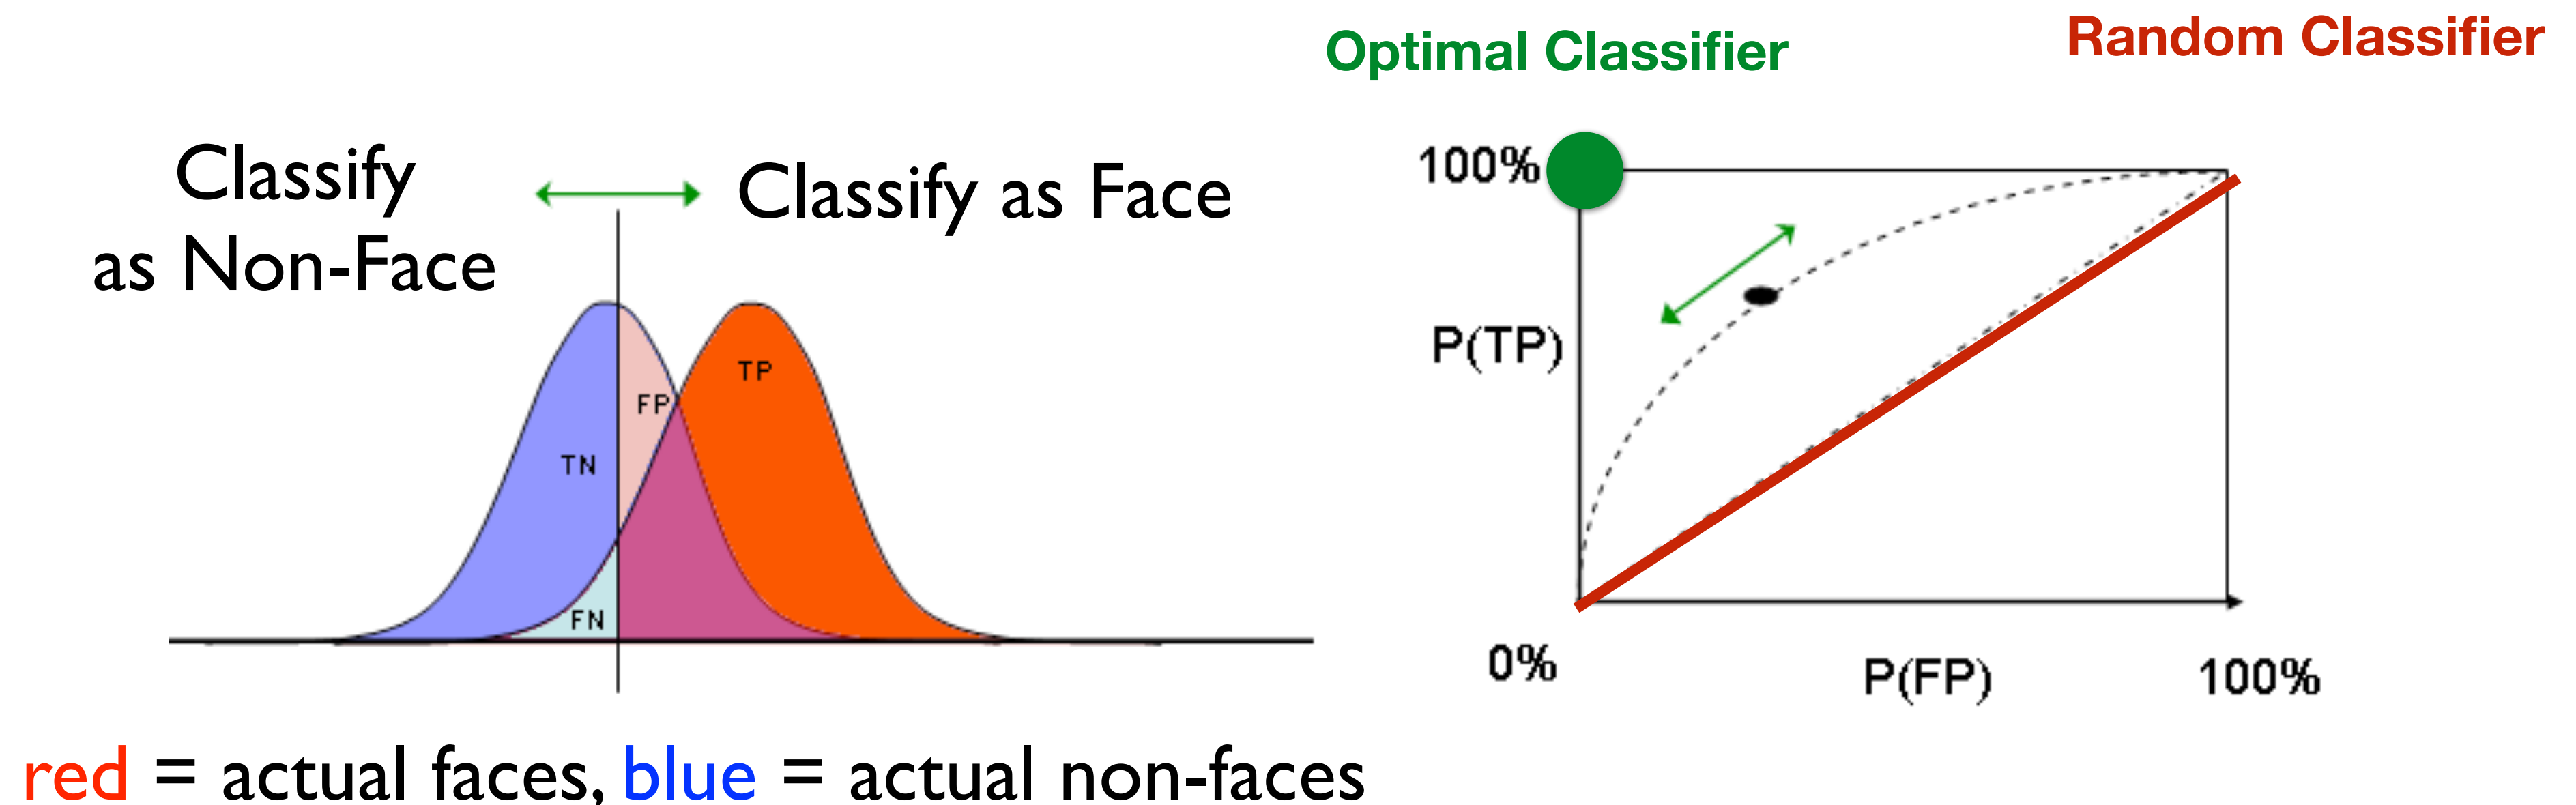 Optimal Classifier
Random Classifier
Classify
as Non-Face
Classify as Face
TN
FP
TP
FN
100%
P(TP)
0%
P(FP)
100%
red = actual faces, blue = actual non-faces